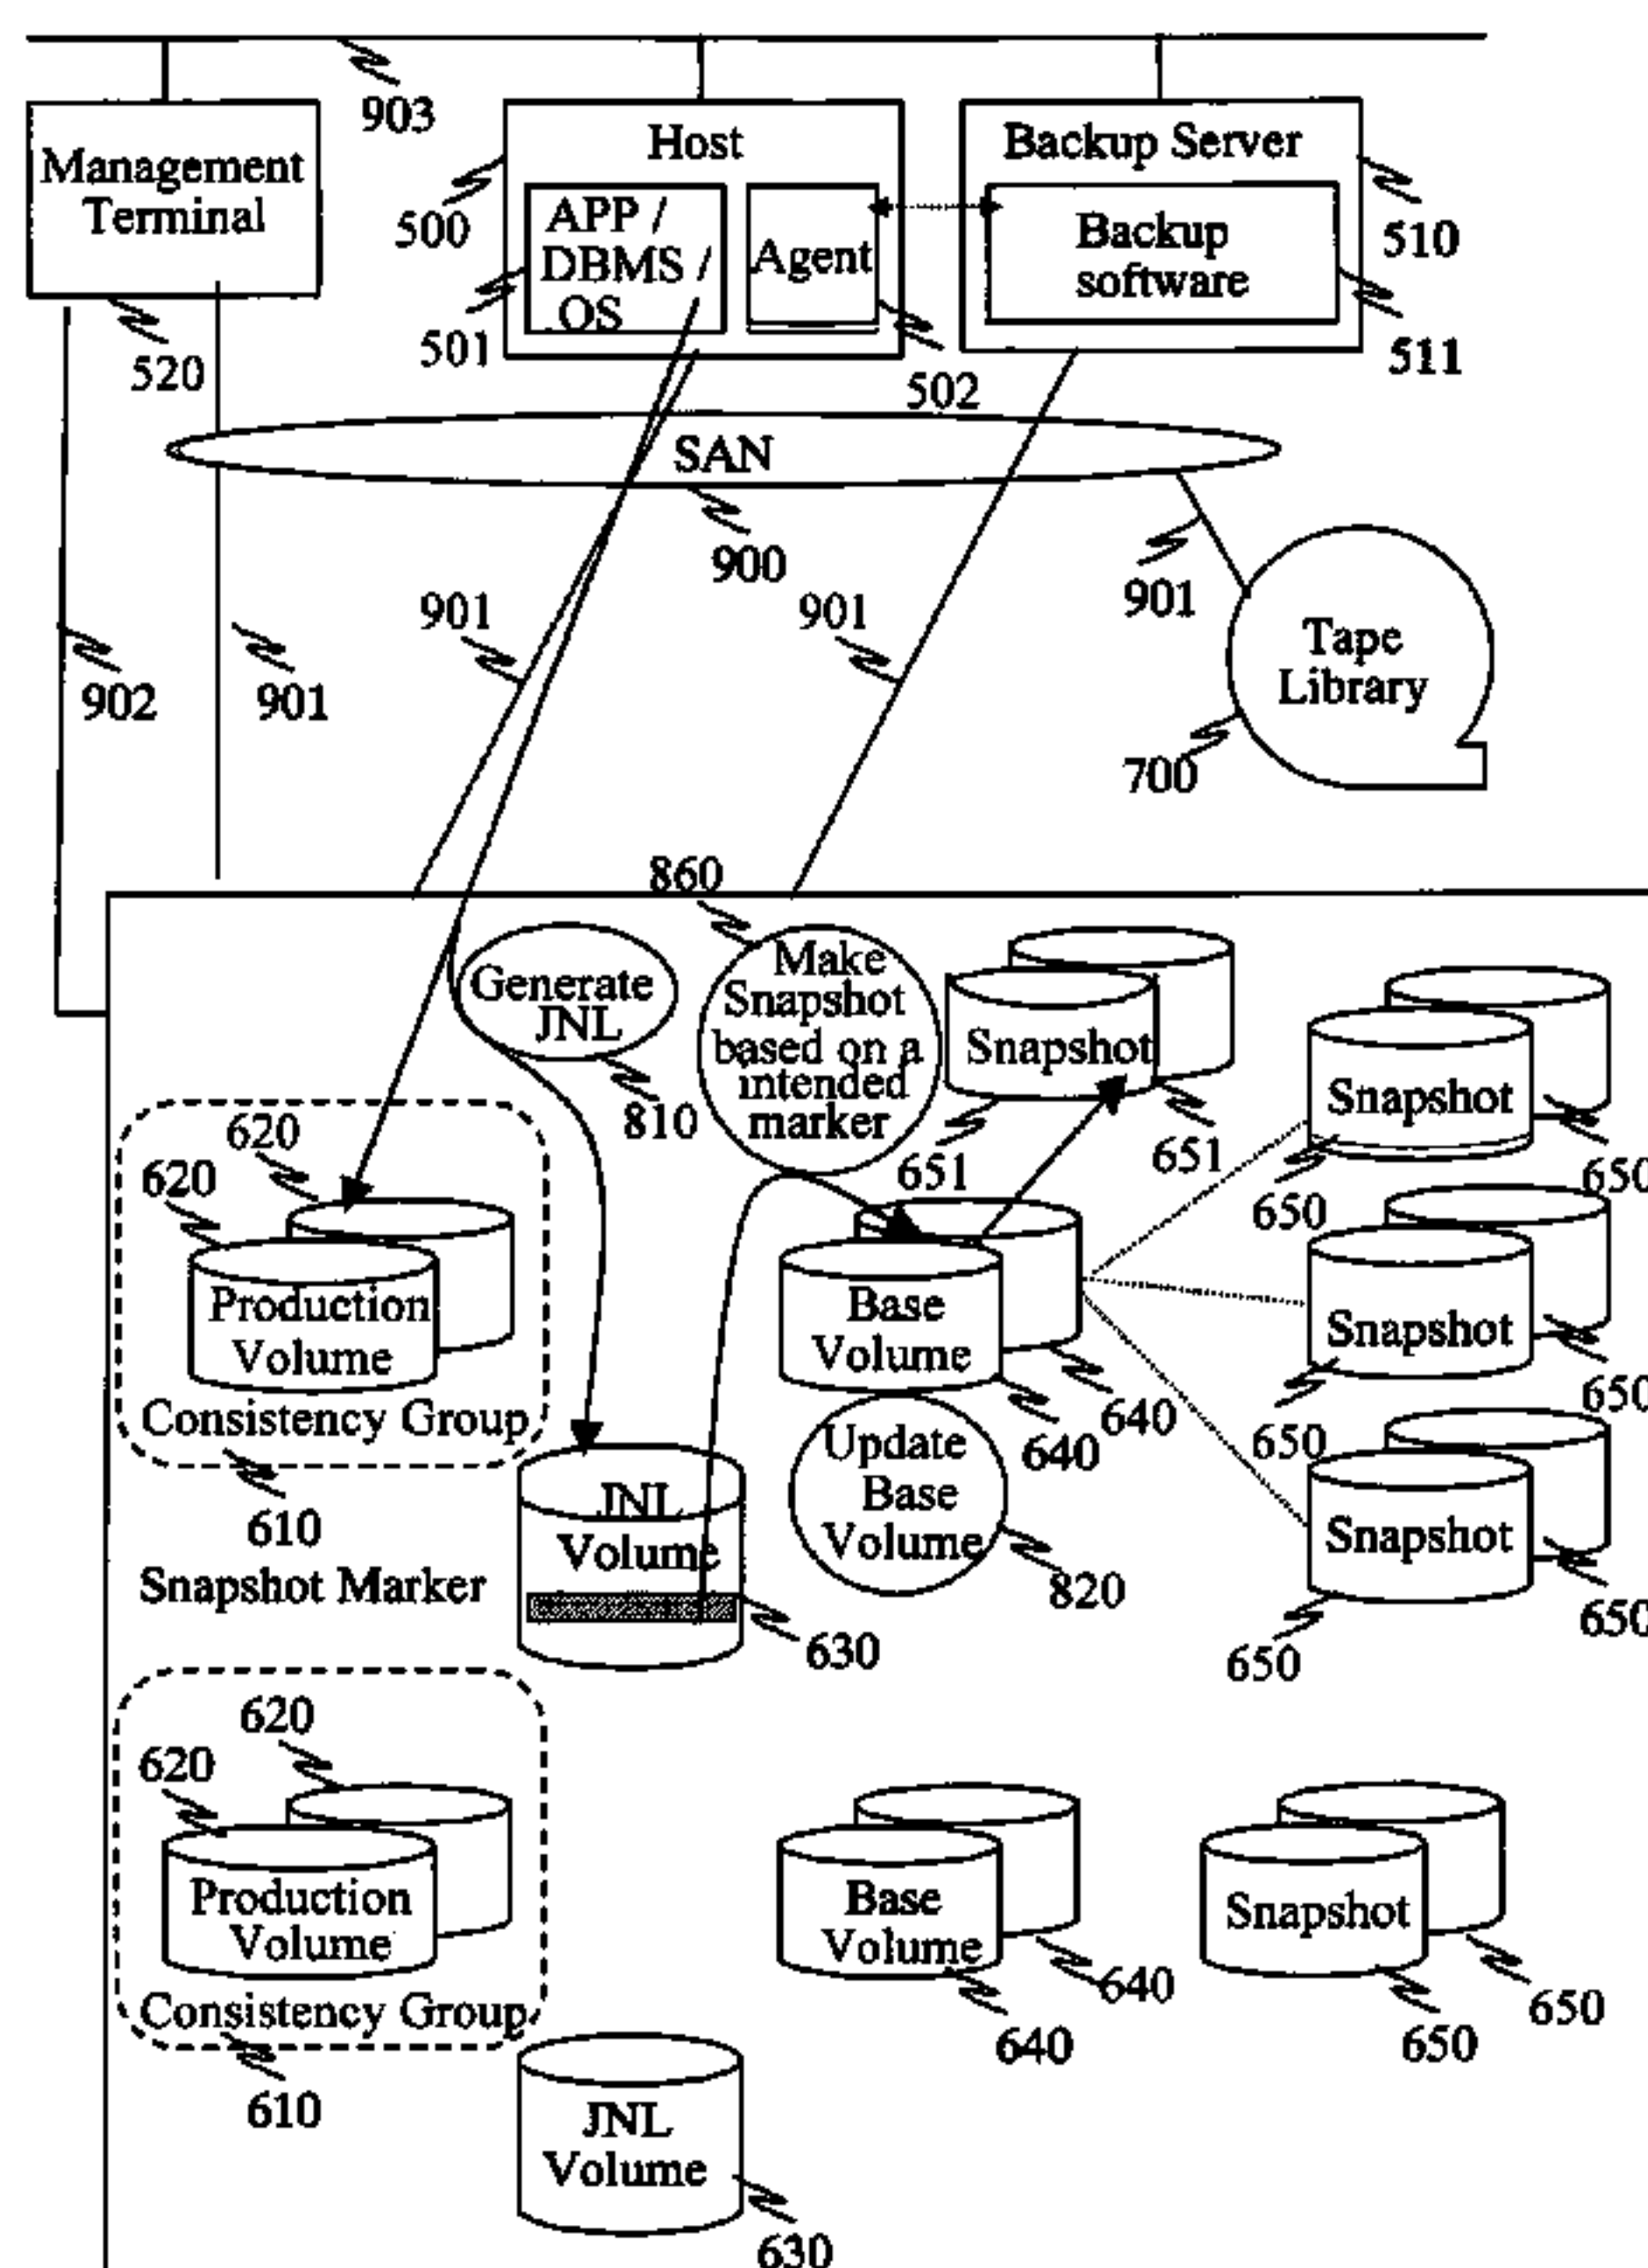 903
Management
Terminal
520
Host
500
APP /
DBMS /
OS
501
Agent
502
Backup Server
510
Backup
software
511
SAN
900
901
901
901
901
902
Tape
Library
700
860
Generate
JNL
810
Make
Snapshot
based on a
intended
marker
Snapshot
651
651
Snapshot
650
650
620
620
Production
Volume
Consistency Group
610
Base
Volume
640
640
Snapshot
650
650
Update
Base
Volume
820
Snapshot
650
650
Snapshot Marker
JNL
Volume
630
620
620
Production
Volume
Consistency Group
610
Base
Volume
640
640
Snapshot
650
650
JNL
Volume
630